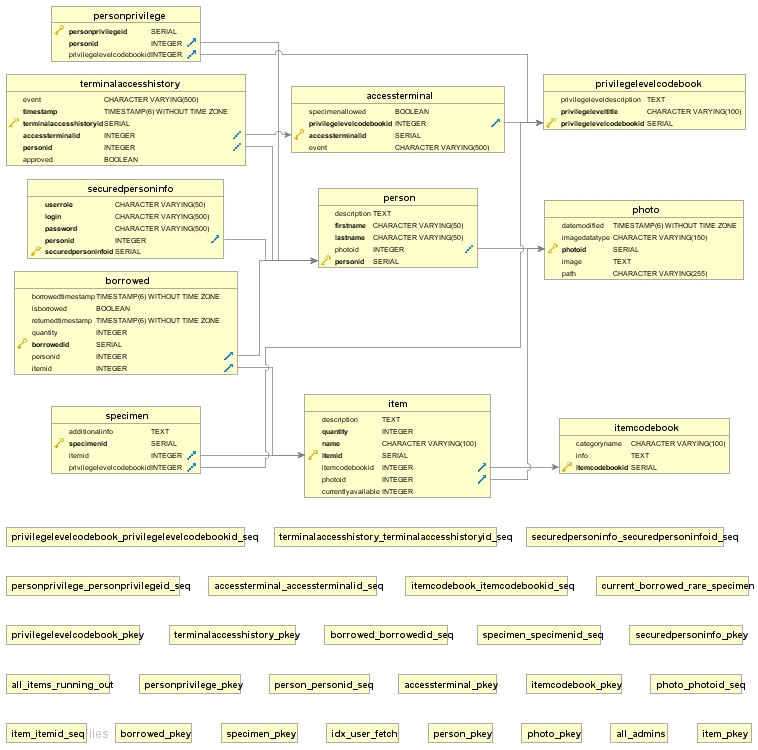 personprivilege
personprivilegeid SERIAL
personid INTEGER
privilegelevelcodebookid INTEGER
terminalaccesshistory
event CHARACTER VARYING(500)
timestamp TIMESTAMP(6) WITHOUT TIME ZONE
terminalaccesshistoryid SERIAL
accessterminalid INTEGER
personid INTEGER
approved BOOLEAN
accessterminal
specimenallowed BOOLEAN
privilegelevelcodebookid INTEGER
accessterminalid SERIAL
event CHARACTER VARYING(500)
privilegelevelcodebook
privilegeleveldescription TEXT
privilegeleveltitle CHARACTER VARYING(100)
privilegelevelcodebookid SERIAL
securedpersoninfo
userrole CHARACTER VARYING(50)
login CHARACTER VARYING(500)
password CHARACTER VARYING(500)
personid INTEGER
securedpersoninfoid SERIAL
person
description TEXT
firstname CHARACTER VARYING(50)
lastname CHARACTER VARYING(50)
photoid INTEGER
personid SERIAL
photo
datemodified TIMESTAMP(6) WITHOUT TIME ZONE
imagedatatype CHARACTER VARYING(150)
photoid SERIAL
image TEXT
path CHARACTER VARYING(255)
borrowed
borrowedtimestamp TIMESTAMP(6) WITHOUT TIME ZONE
isborrowed BOOLEAN
returnedtimestamp TIMESTAMP(6) WITHOUT TIME ZONE
quantity INTEGER
borrowedid SERIAL
personid INTEGER
itemid INTEGER
specimen
additionalinfo TEXT
specimenid SERIAL
itemid INTEGER
privilegelevelcodebookid INTEGER
item
description TEXT
quantity INTEGER
name CHARACTER VARYING(100)
itemid SERIAL
itemcodebookid INTEGER
photoid INTEGER
currentlyavailable INTEGER
itemcodebook
categoryname CHARACTER VARYING(100)
info TEXT
itemcodebookid SERIAL
privilegelevelcodebook_privilegelevelcodebookid_seq terminalaccesshistory_terminalaccesshistoryid_seq securedpersoninfo_securedpersoninfoid_seq
personprivilege_personprivilegeid_seq accessterminal_accessterminalid_seq itemcodebook_itemcodebookid_seq current_borrowed_rare_specimen
privilegelevelcodebook_pkey terminalaccesshistory_pkey borrowed_borrowedid_seq specimen_specimenid_seq securedpersoninfo_pkey
all_items_running_out personprivilege_pkey person_personid_seq accessterminal_pkey itemcodebook_pkey photo_photoid_seq
item_itemid_seq iles borrowed_pkey specimen_pkey idx_user_fetch person_pkey photo_pkey all_admins item_pkey